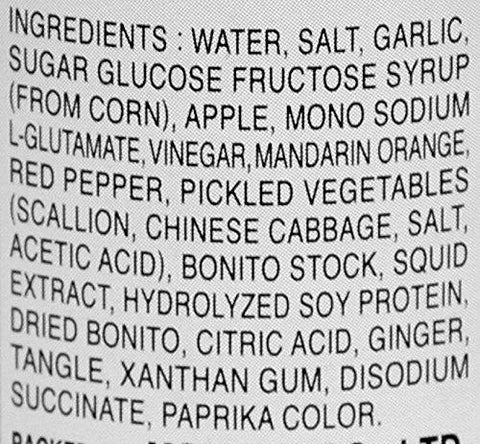 INGREDIENTS : WATER, SALT, GARLIC,
SUGAR GLUCOSE FRUCTOSE SYRUP
(FROM CORN), APPLE, MONO SODIUM
L-GLUTAMATE, VINEGAR, MANDARIN ORANGE,
RED PEPPER, PICKLED VEGETABLES
(SCALLION, CHINESE CABBAGE, SALT,
ACETIC ACID), BONITO STOCK, SQUID
EXTRACT, HYDROLYZED SOY PROTEIN,
DRIED BONITO, CITRIC ACID, GINGER,
TANGLE, XANTHAN GUM, DISODIUM
SUCCINATE, PAPRIKA COLOR.